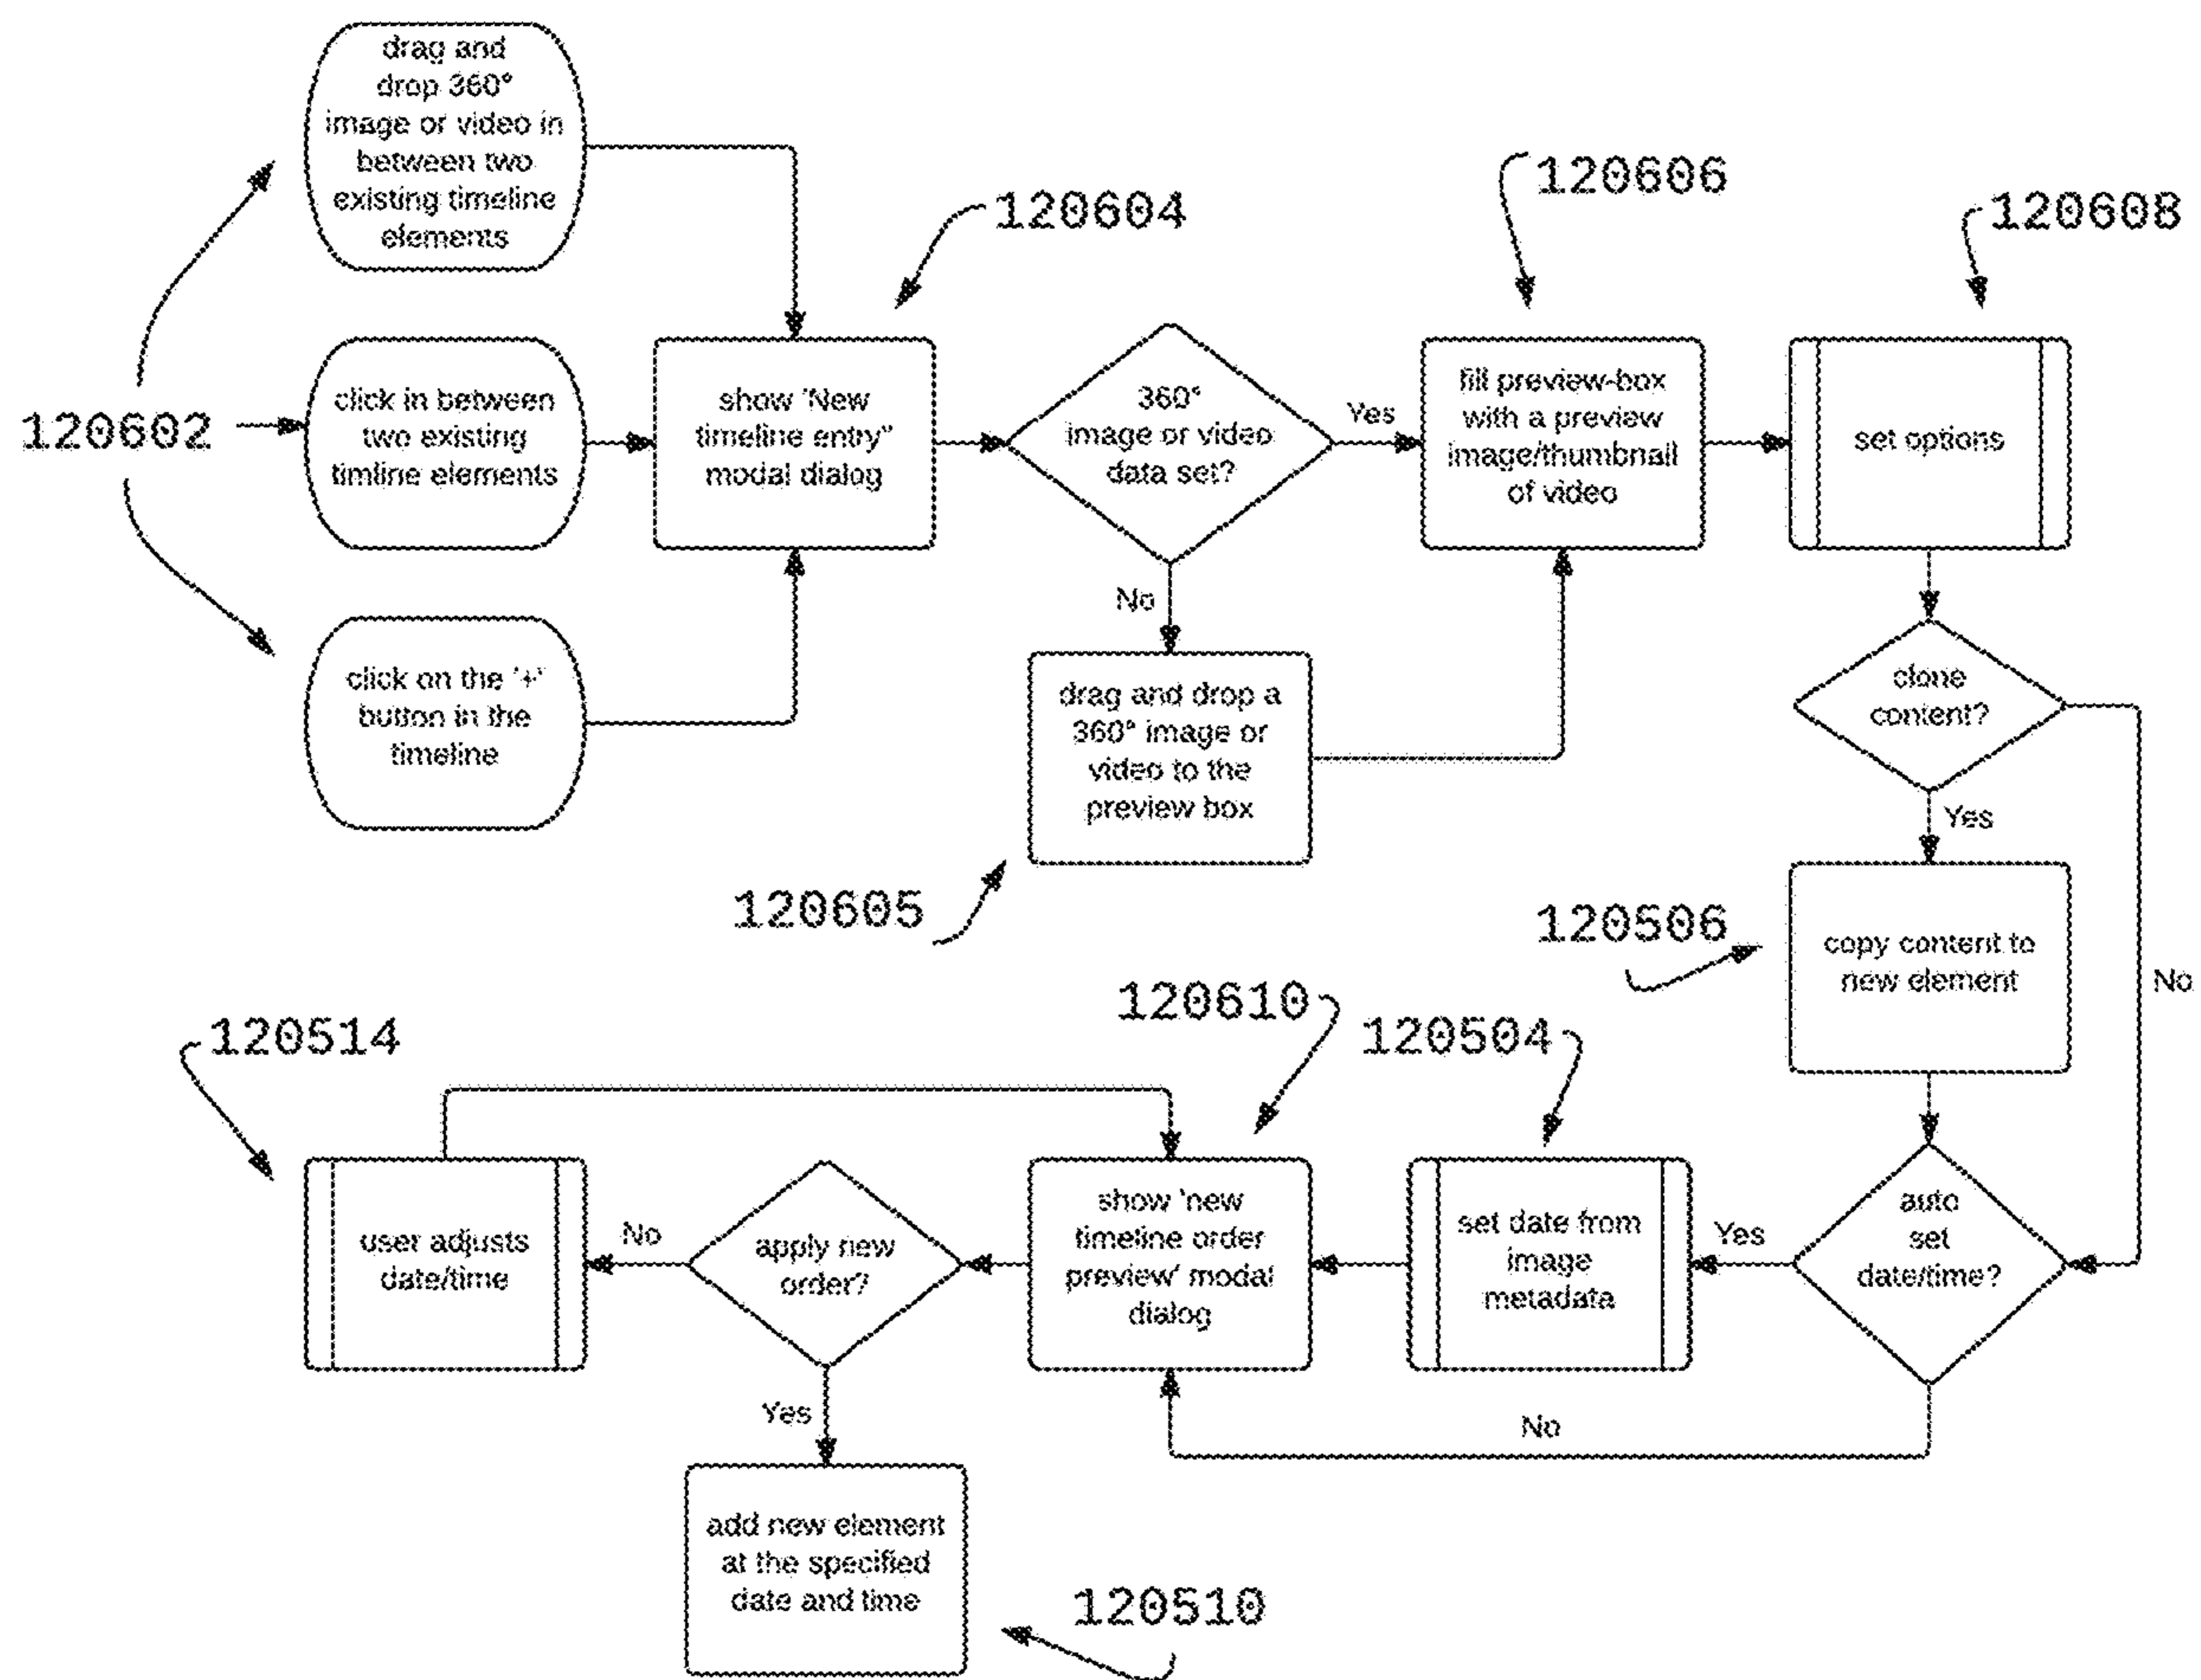 drag and
drop 360°
image or video in
between two
existing timeline
elements
120604
120606
120608
120602
click in between
two existing
timline elements
show 'New
timeline entry"
modal dialog
360°
image or video
data set?
Yes
fill preview-box
with a preview
image/thumbnail
of video
set options
No
click on the '+'
button in the
timeline
drag and drop a
360° image or
video to the
preview box
clone
content?
Yes
120605
120506
copy content to
new element
No
120514
120610
120504
user adjusts
date/time
No
apply new
order?
show 'new
timeline order
preview' modal
dialog
set date from
image
metadata
Yes
auto
set
date/time?
Yes
No
add new element
at the specified
date and time
120510